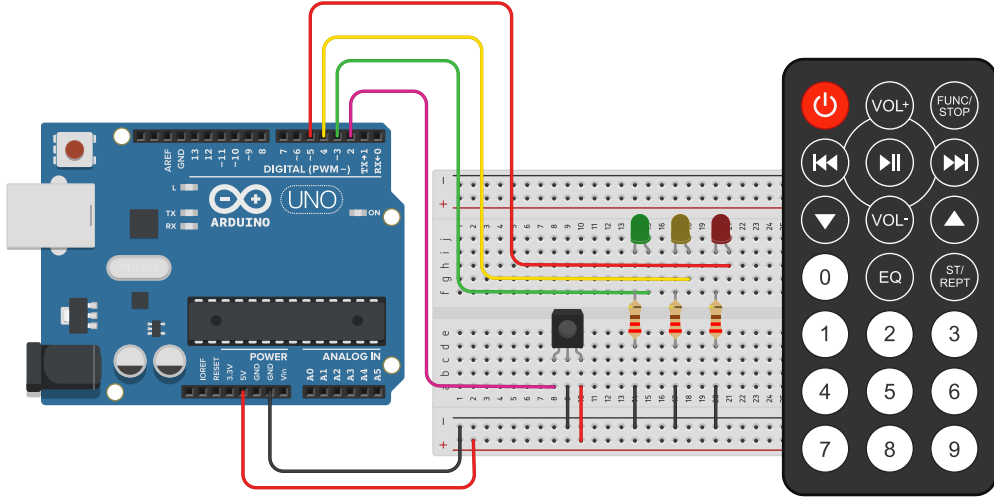 AREF
GND
13
12
~11
~10
~9
8
7
~6
~5
4
~3
2
TX→1
RX←0
DIGITAL (PWM~)
L
TX
RX
UNO
ON
ARDUINO
POWER
ANALOG IN
IOREF
RESET
3.3V
5V
GND
GND
Vin
A0
A1
A2
A3
A4
A5
j
i
h
g
f
e
d
c
b
VOL+
FUNC/
STOP
VOL-
0
EQ
ST/
REPT
1
2
3
4
5
6
7
8
9